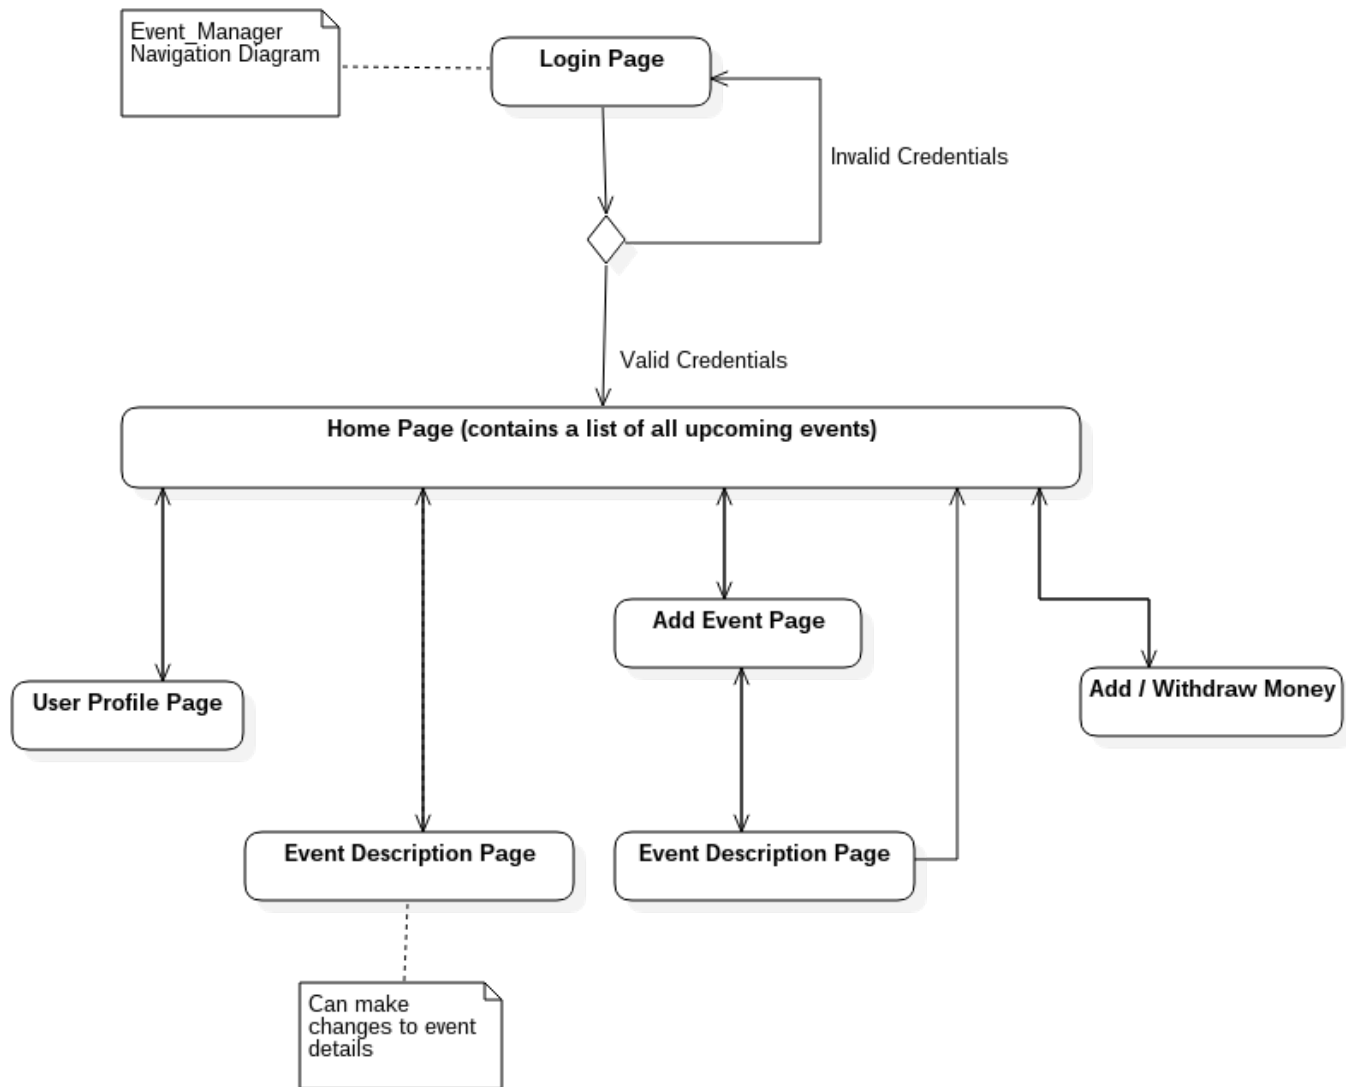 Event_Manager
Navigation Diagram
Login Page
Invalid Credentials
Valid Credentials
Home Page (contains a list of all upcoming events)
Add Event Page
User Profile Page
Add / Withdraw Money
Event Description Page
Event Description Page
Can make
changes to event
details